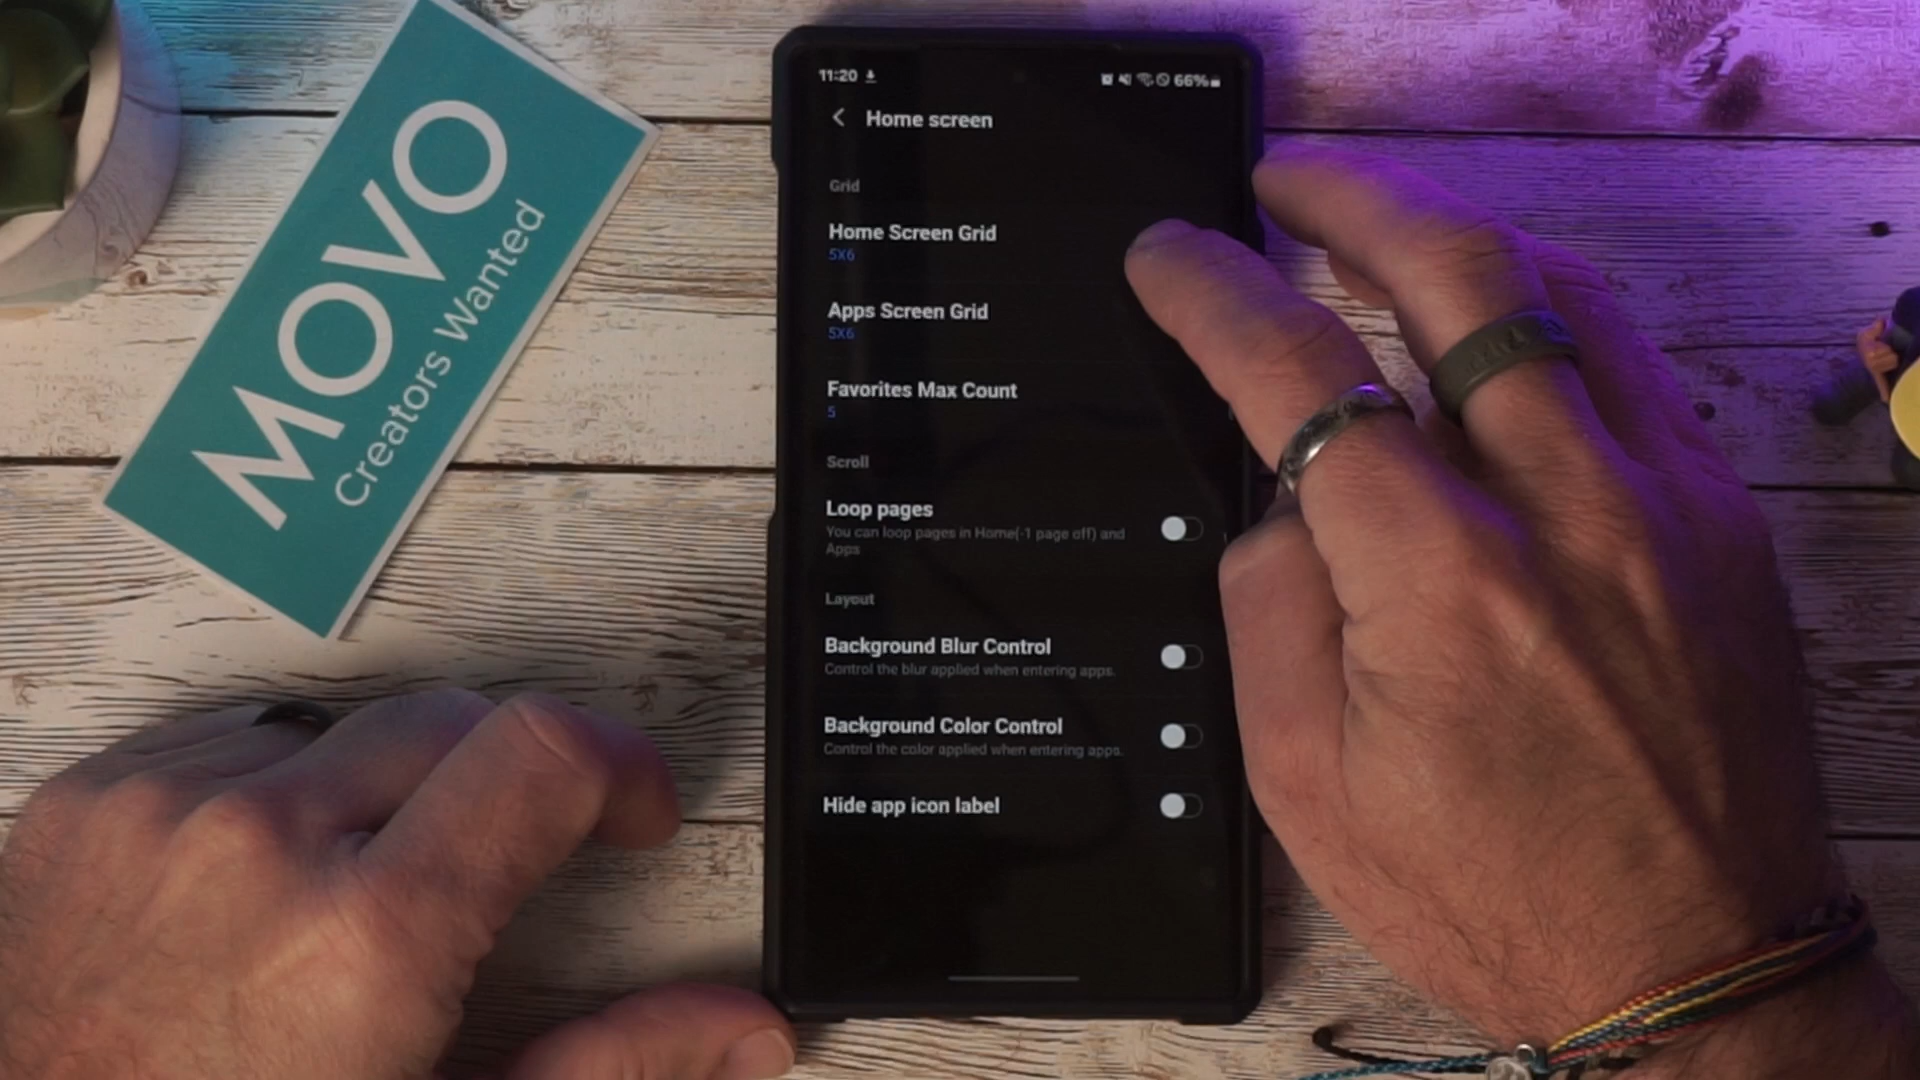 MOVO
Creators Wanted
11:20
66%
Home screen
Grid
Home Screen Grid
5X6
Apps Screen Grid
5X6
Favorites Max Count
5
Scroll
Loop pages
You can loop pages in Home(-1 page off) and
Apps
Layout
Background Blur Control
Control the blur applied when entering apps.
Background Color Control
Control the color applied when entering apps.
Hide app icon label